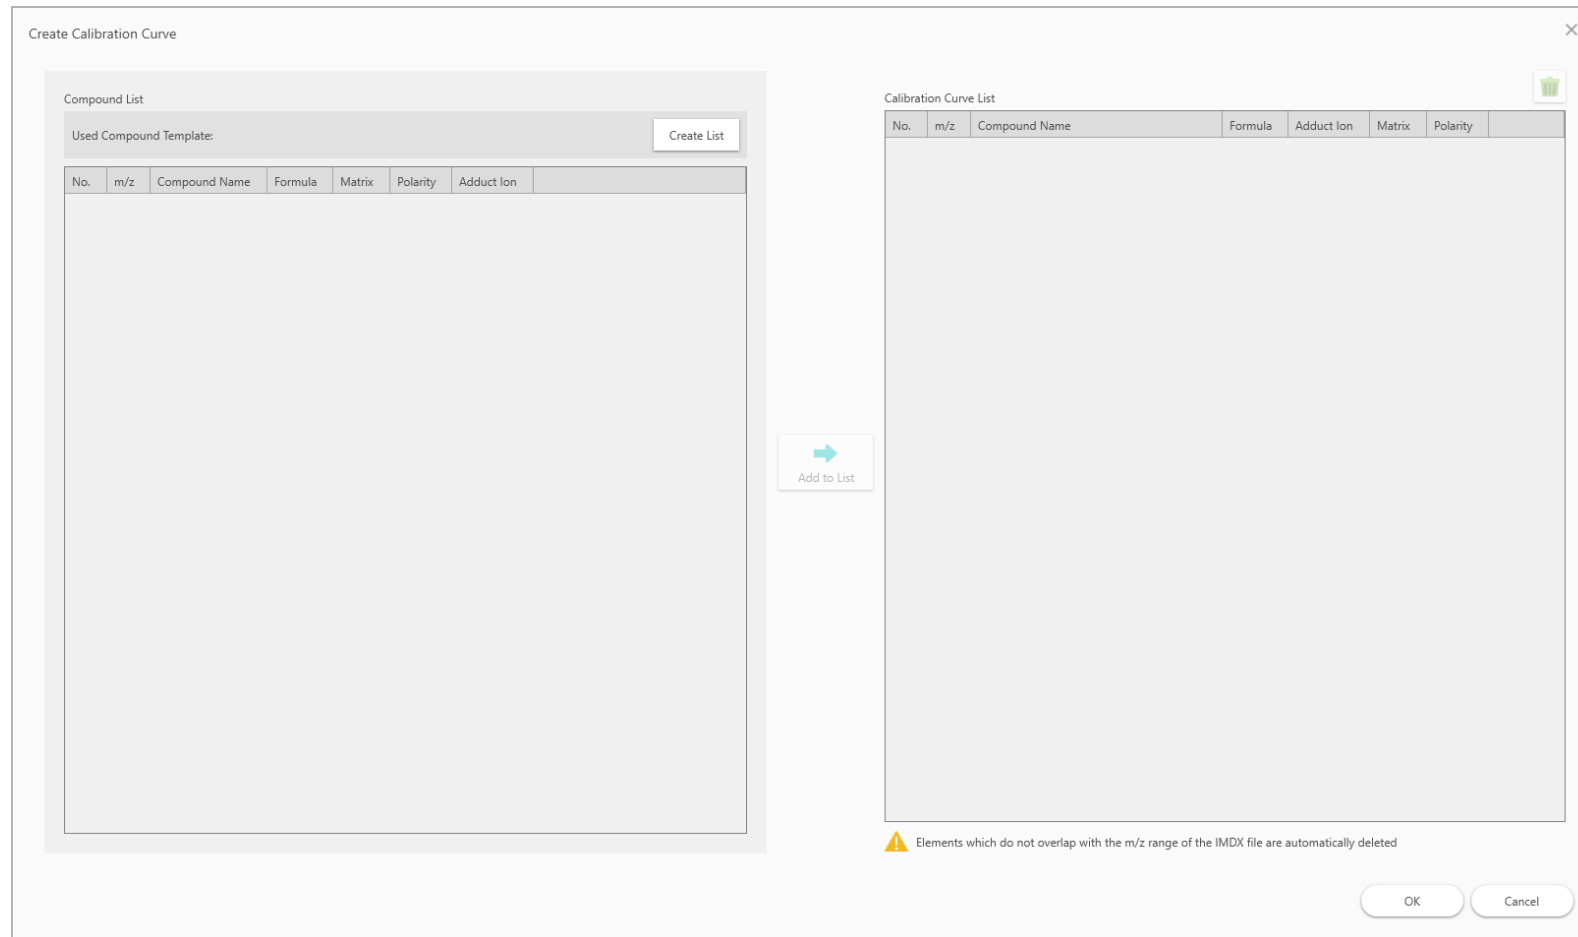 Create Calibration Curve
Compound List
Used Compound Template:
Create List
No. m/z Compound Name Formula Matrix Polarity Adduct Ion
Add to List
Calibration Curve List
No. m/z Compound Name Formula Adduct Ion Matrix Polarity
Elements which do not overlap with the m/z range of the IMDX file are automatically deleted
OK Cancel